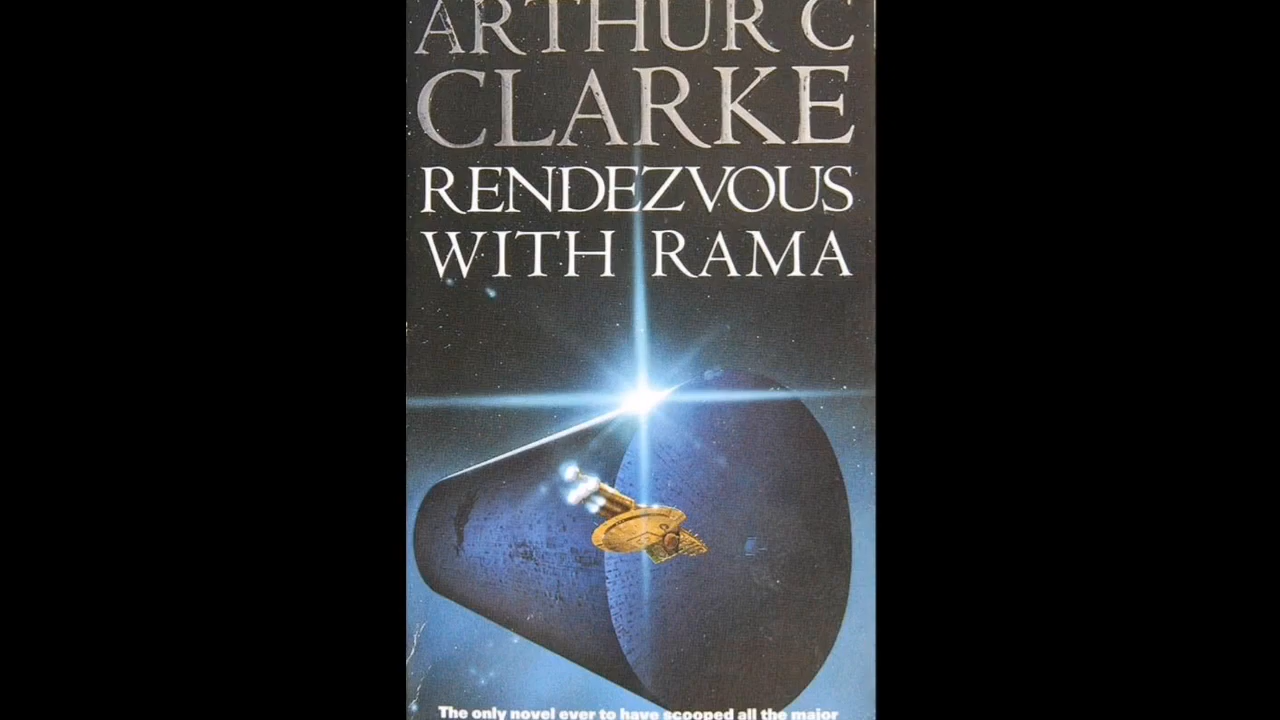 ARTHUR C
CLARKE
RENDEZVOUS
WITH RAMA
The only novel ever to have scooped all the major